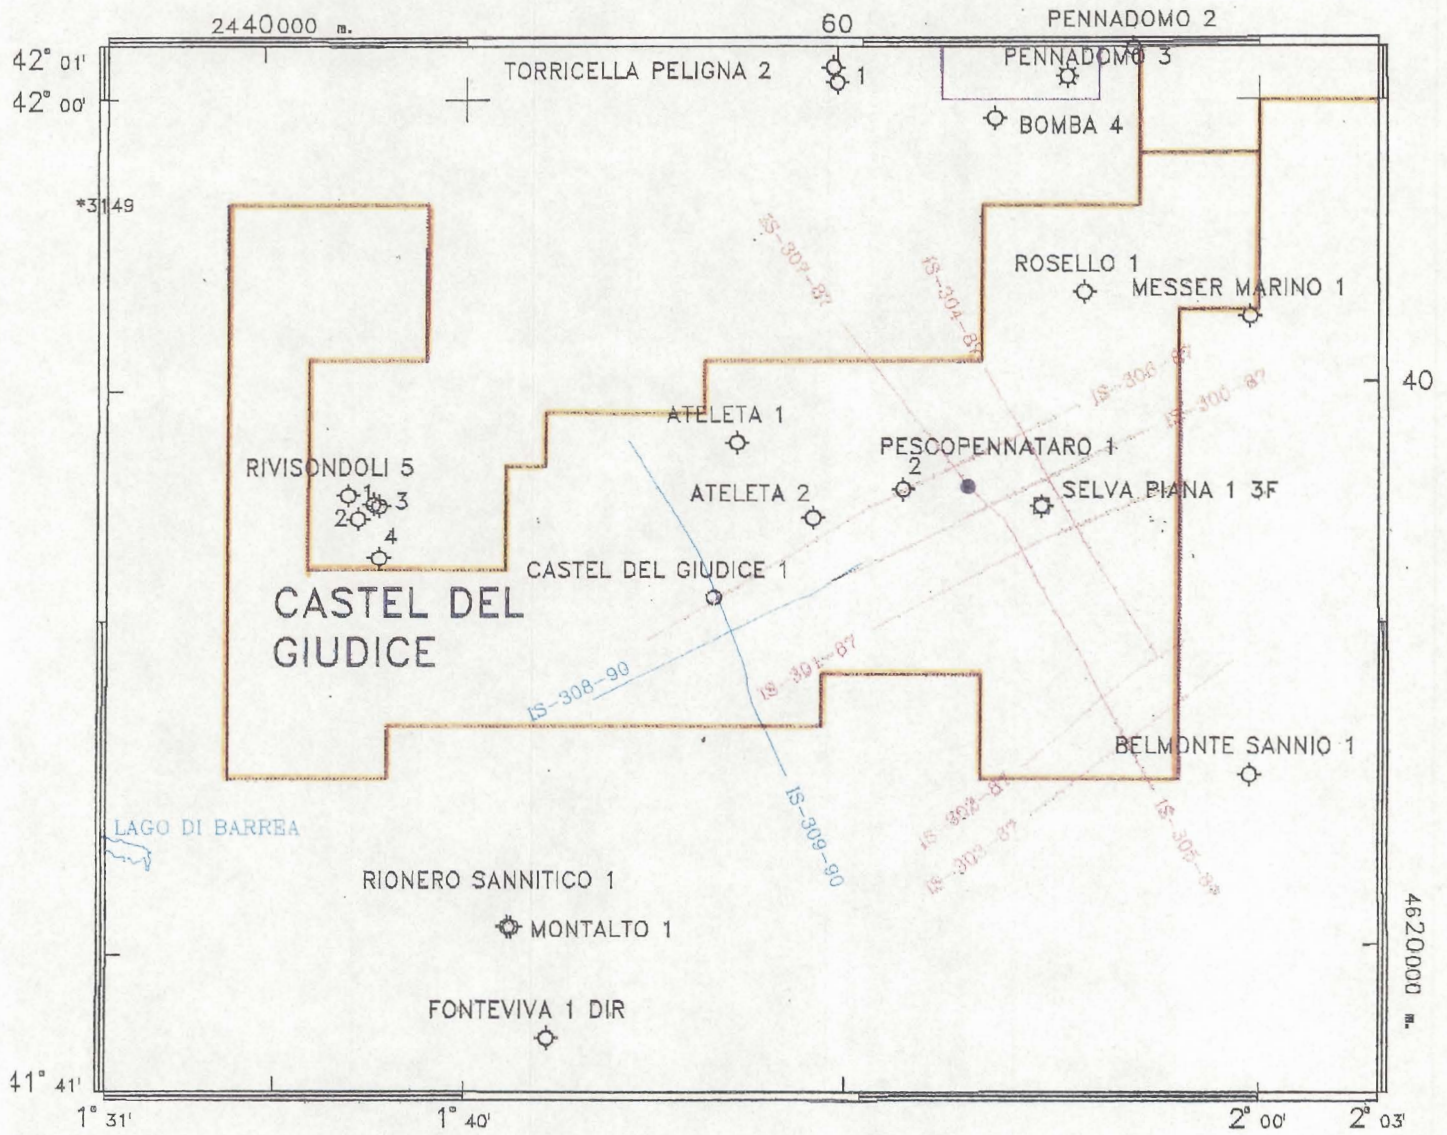 2440000 m.
60
PENNADOMO 2
42° 01'
TORRICELLA PELIGNA 2
1
PENNADOMO 3
42° 00'
BOMBA 4
*3149
IS-307-87
IS-304-87
ROSELLO 1
MESSER MARINO 1
IS-306-87
IS-300-87
40
ATELETA 1
PESCOPENNATARO 1
2
RIVISONDOLI 5
1
3
2
4
ATELETA 2
SELVA PIANA 1 3F
CASTEL DEL GIUDICE 1
CASTEL DEL
GIUDICE
IS-308-90
IS-301-87
BELMONTE SANNIO 1
IS-309-90
IS-302-87
IS-303-87
IS-305-87
LAGO DI BARREA
RIONERO SANNITICO 1
MONTALTO 1
4620000 m.
FONTEVIVA 1 DIR
41° 41'
1° 31'
1° 40'
2° 00'
2° 03'